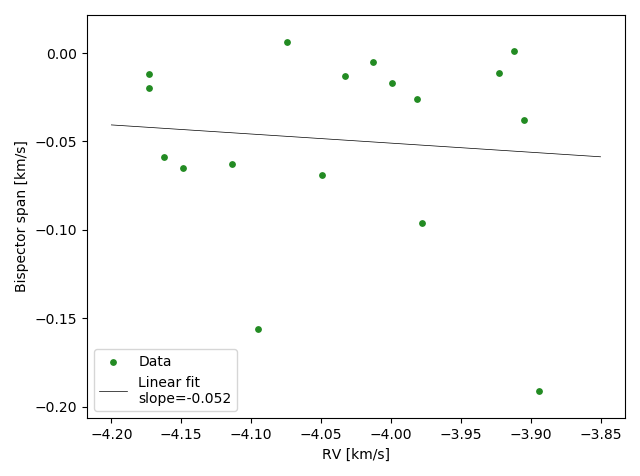 0.00
−0.05
−0.10
−0.15
−0.20
Bispector span [km/s]
Data
Linear fit
slope=-0.052
−4.20 −4.15 −4.10 −4.05 −4.00 −3.95 −3.90 −3.85
RV [km/s]